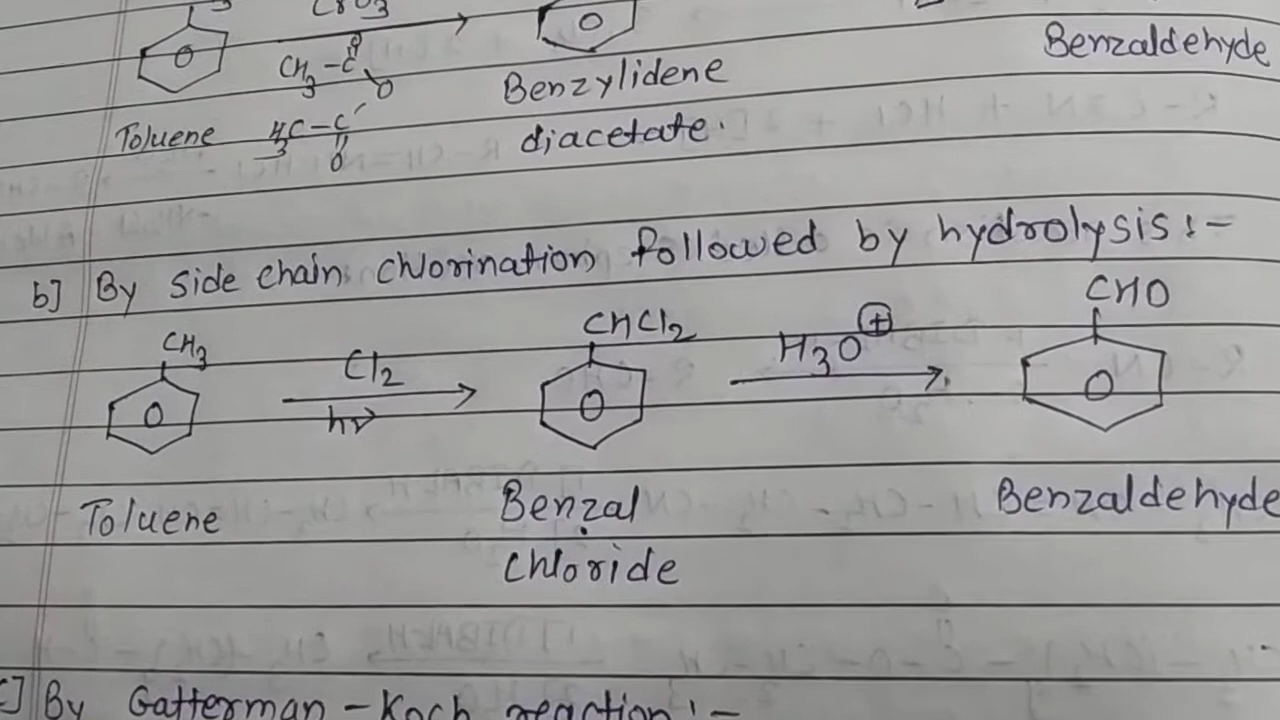 CrO3
CH3-C
O
O
Benzylidene
Benzaldehyde
Toluene H3C-C
O
diacetate.
b] By side chain chlorination followed by hydrolysis :-
CH3
Cl2
hν
CHCl2
H3O⊕
CHO
Toluene
Benzal
chloride
Benzaldehyde
c] By Gatterman - Koch reaction :-